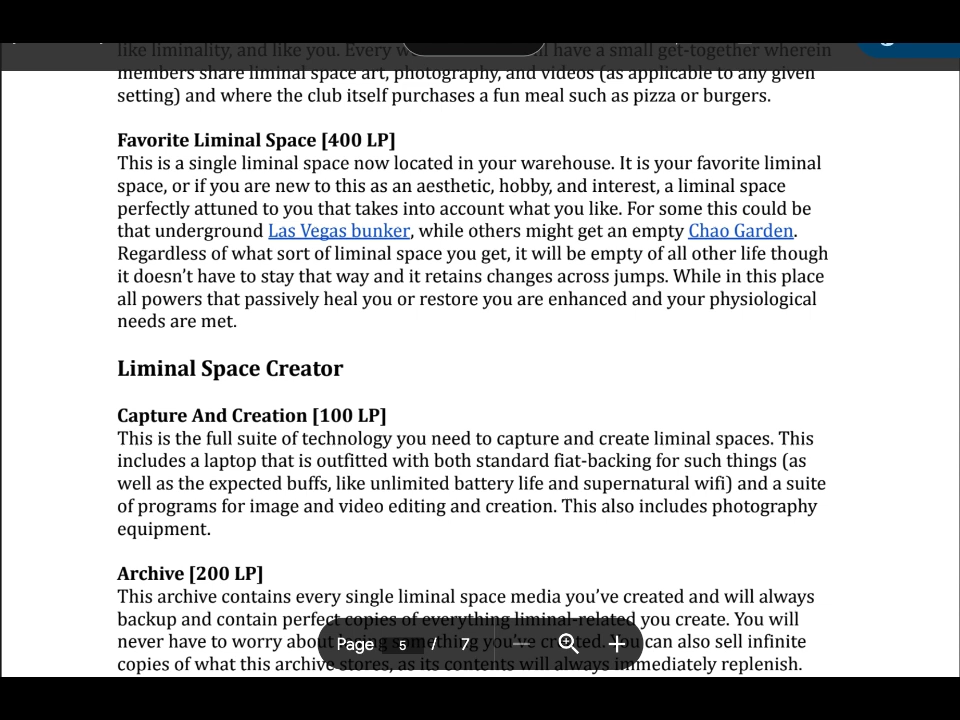 like liminality, and like you. Every have a small get-together wherein
members share liminal space art, photography, and videos (as applicable to any given
setting) and where the club itself purchases a fun meal such as pizza or burgers.
Favorite Liminal Space [400 LP]
This is a single liminal space now located in your warehouse. It is your favorite liminal
space, or if you are new to this as an aesthetic, hobby, and interest, a liminal space
perfectly attuned to you that takes into account what you like. For some this could be
that underground Las Vegas bunker, while others might get an empty Chao Garden.
Regardless of what sort of liminal space you get, it will be empty of all other life though
it doesn’t have to stay that way and it retains changes across jumps. While in this place
all powers that passively heal you or restore you are enhanced and your physiological
needs are met.
Liminal Space Creator
Capture And Creation [100 LP]
This is the full suite of technology you need to capture and create liminal spaces. This
includes a laptop that is outfitted with both standard fiat-backing for such things (as
well as the expected buffs, like unlimited battery life and supernatural wifi) and a suite
of programs for image and video editing and creation. This also includes photography
equipment.
Archive [200 LP]
This archive contains every single liminal space media you’ve created and will always
backup and contain perfect copies of everything liminal-related you create. You will
never have to worry about losing something you’ve created. You can also sell infinite
copies of what this archive stores, as its contents will always immediately replenish.
Page 5 / 7